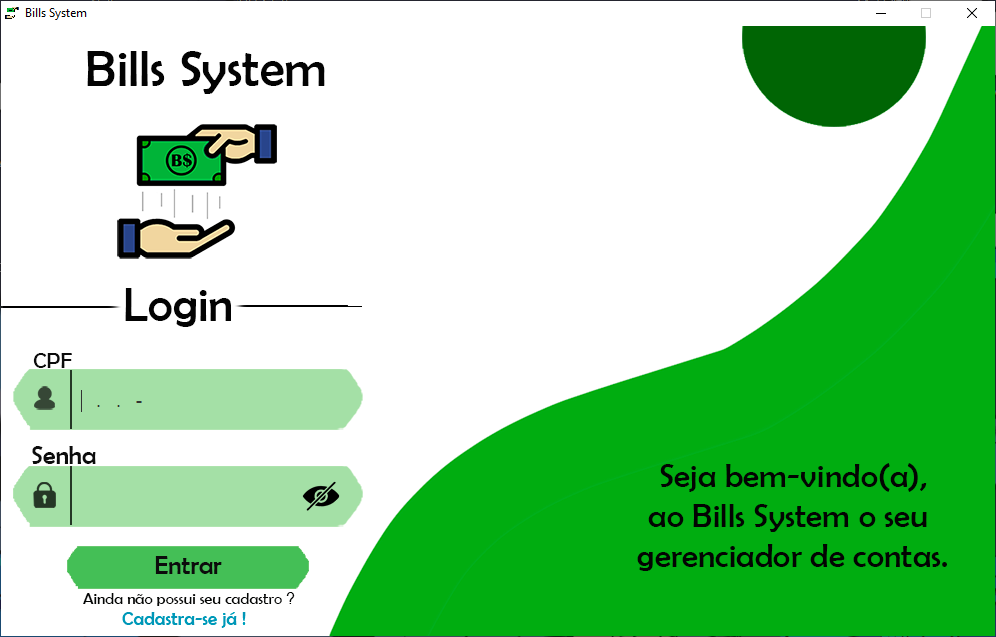 Bills System
Bills System
B$
Login
CPF
. . -
Senha
Entrar
Ainda não possui seu cadastro ?
Cadastra-se já !
Seja bem-vindo(a),
ao Bills System o seu
gerenciador de contas.